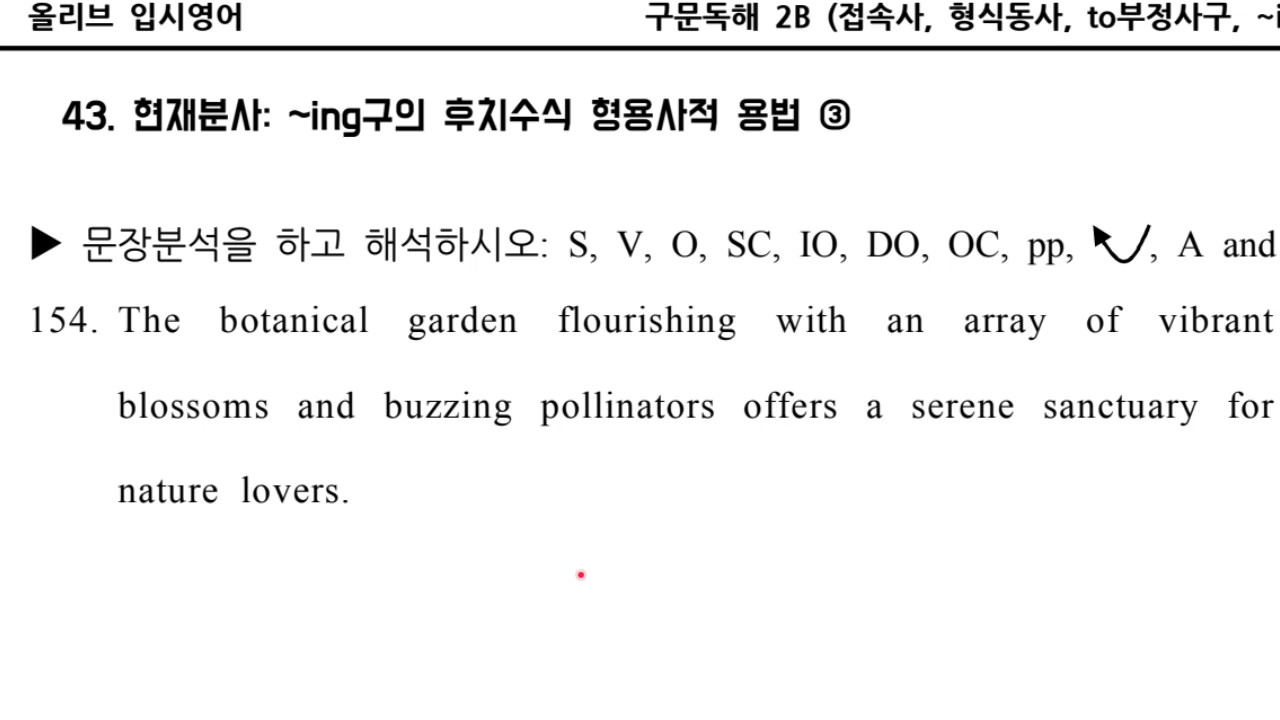 올리브 입시영어 구문독해 2B (접속사, 형식동사, to부정사구, ~i
43. 현재분사: ~ing구의 후치수식 형용사적 용법 ③
▶ 문장분석을 하고 해석하시오: S, V, O, SC, IO, DO, OC, pp, , A and
154. The botanical garden flourishing with an array of vibrant
blossoms and buzzing pollinators offers a serene sanctuary for
nature lovers.